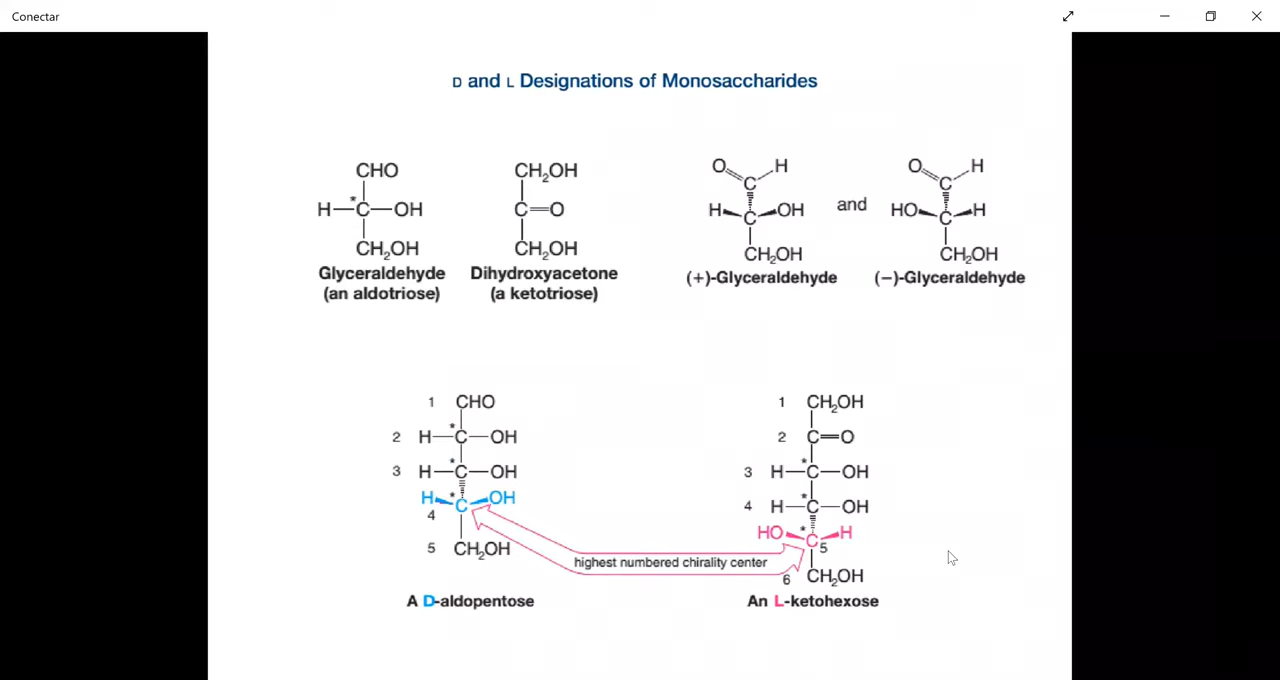 Conectar
D and L Designations of Monosaccharides
CHO
H—C*—OH
CH₂OH
Glyceraldehyde
(an aldotriose)
CH₂OH
C=O
CH₂OH
Dihydroxyacetone
(a ketotriose)
O H
C
H C OH
CH₂OH
(+)-Glyceraldehyde
and
O H
C
HO C H
CH₂OH
(−)-Glyceraldehyde
1 CHO
2 H—C*—OH
3 H—C*—OH
H C* OH
4
5 CH₂OH
A D-aldopentose
highest numbered chirality center
1 CH₂OH
2 C=O
3 H—C*—OH
4 H—C*—OH
HO C* H
5
6 CH₂OH
An L-ketohexose